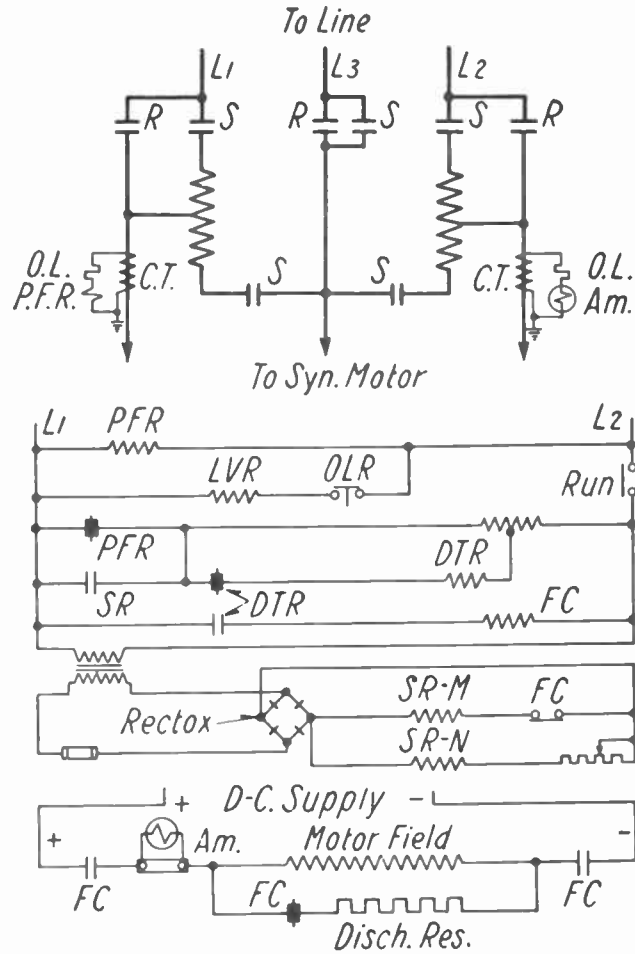 To Line
L1 L3 L2
R S R S S R
O.L. C.T. S S C.T. O.L.
P.F.R. Am.
To Syn. Motor
L1 PFR L2
LVR OLR Run
PFR DTR
SR DTR FC
SR-M FC
Rectox
SR-N
+ D-C. Supply -
+ Am. Motor Field -
FC FC FC
Disch. Res.